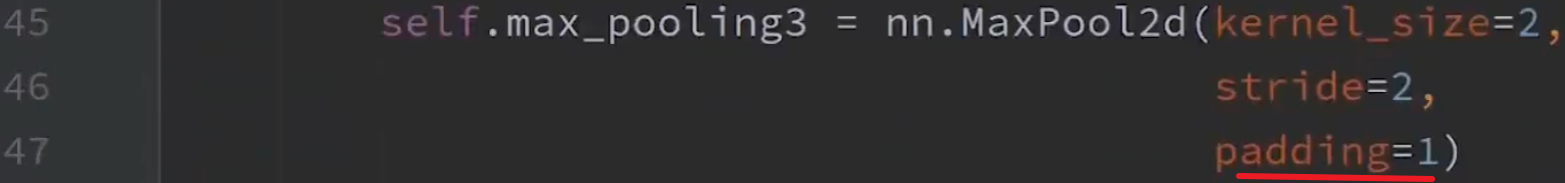 45 self.max_pooling3 = nn.MaxPool2d(kernel_size=2,
46 stride=2,
47 padding=1)